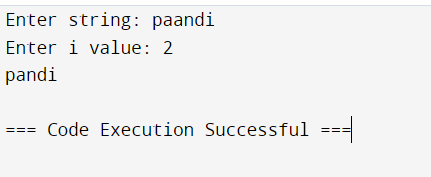 Enter string: paandi
Enter i value: 2
pandi
=== Code Execution Successful ===